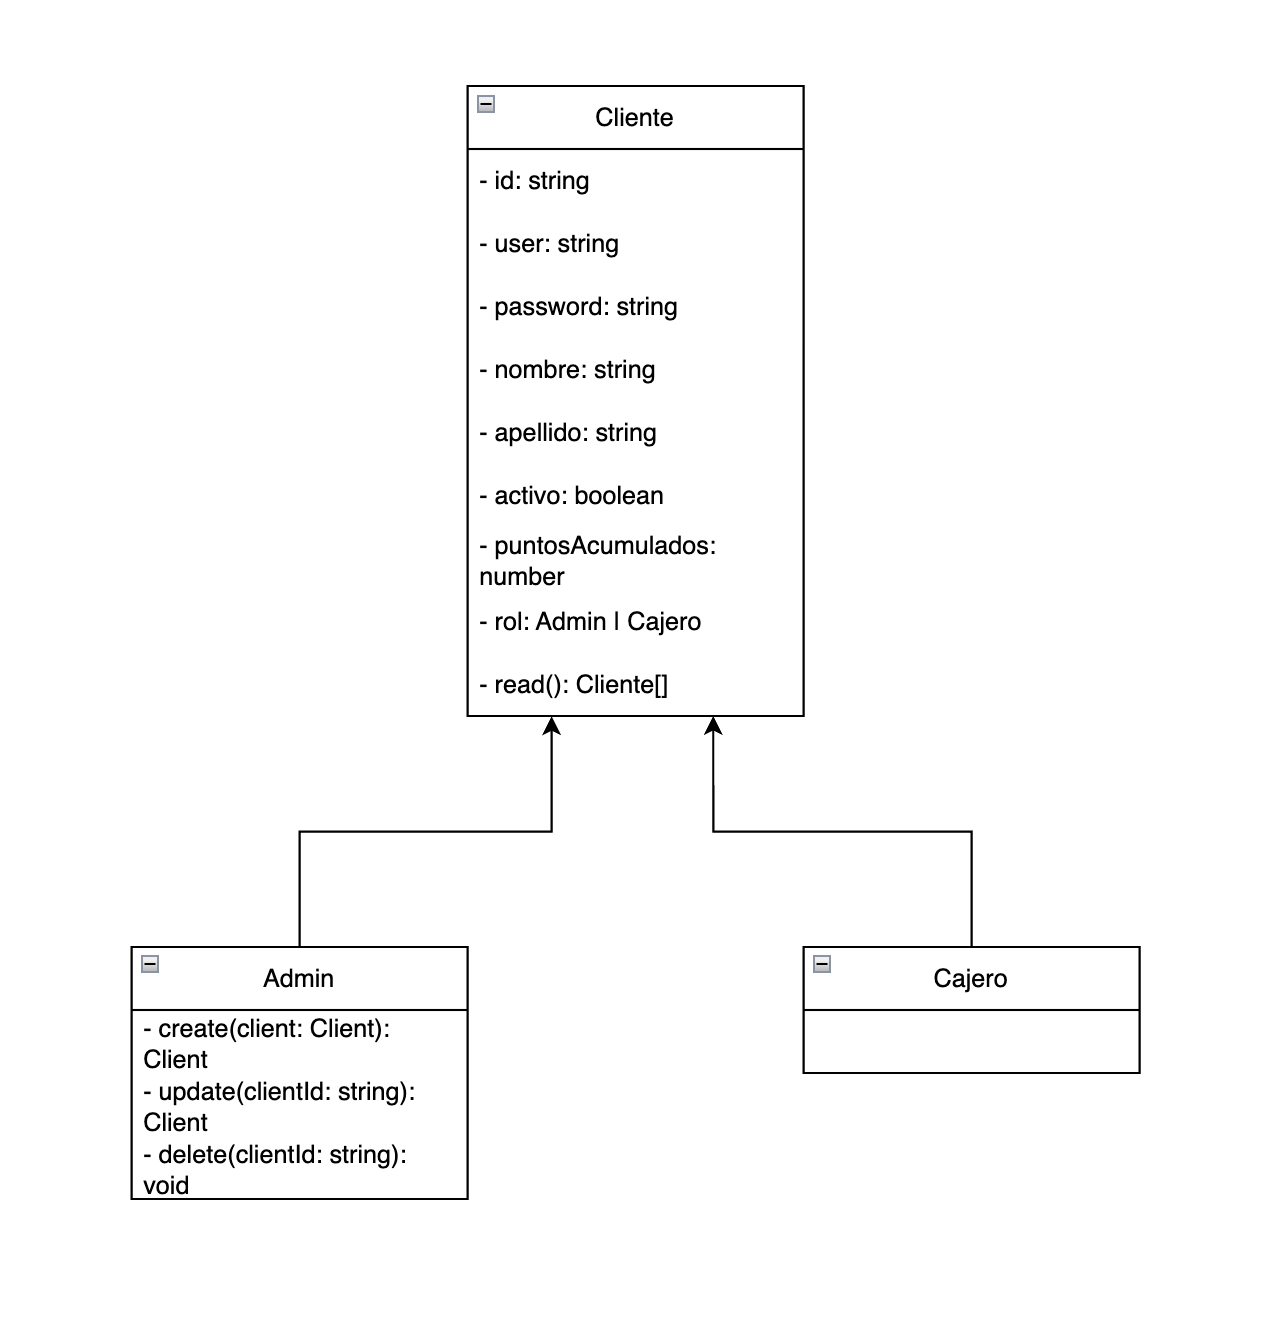 Cliente
- id: string
- user: string
- password: string
- nombre: string
- apellido: string
- activo: boolean
- puntosAcumulados:
number
- rol: Admin | Cajero
- read(): Cliente[]
Admin
- create(client: Client):
Client
- update(clientId: string):
Client
- delete(clientId: string):
void
Cajero